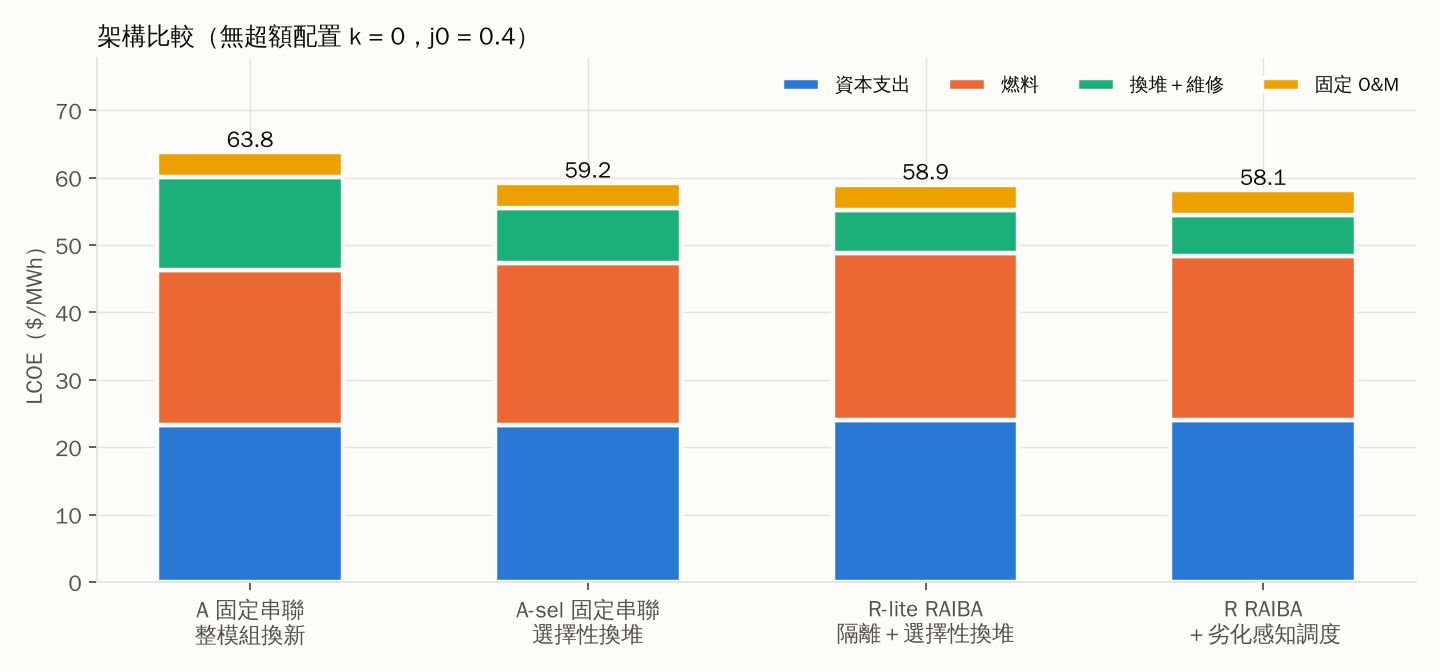 架構比較（無超額配置 k = 0，j0 = 0.4）
資本支出
燃料
換堆＋維修
固定 O&M
LCOE（$/MWh）
70
60
50
40
30
20
10
0
63.8
59.2
58.9
58.1
A 固定串聯
整模組換新
A-sel 固定串聯
選擇性換堆
R-lite RAIBA
隔離＋選擇性換堆
R RAIBA
＋劣化感知調度